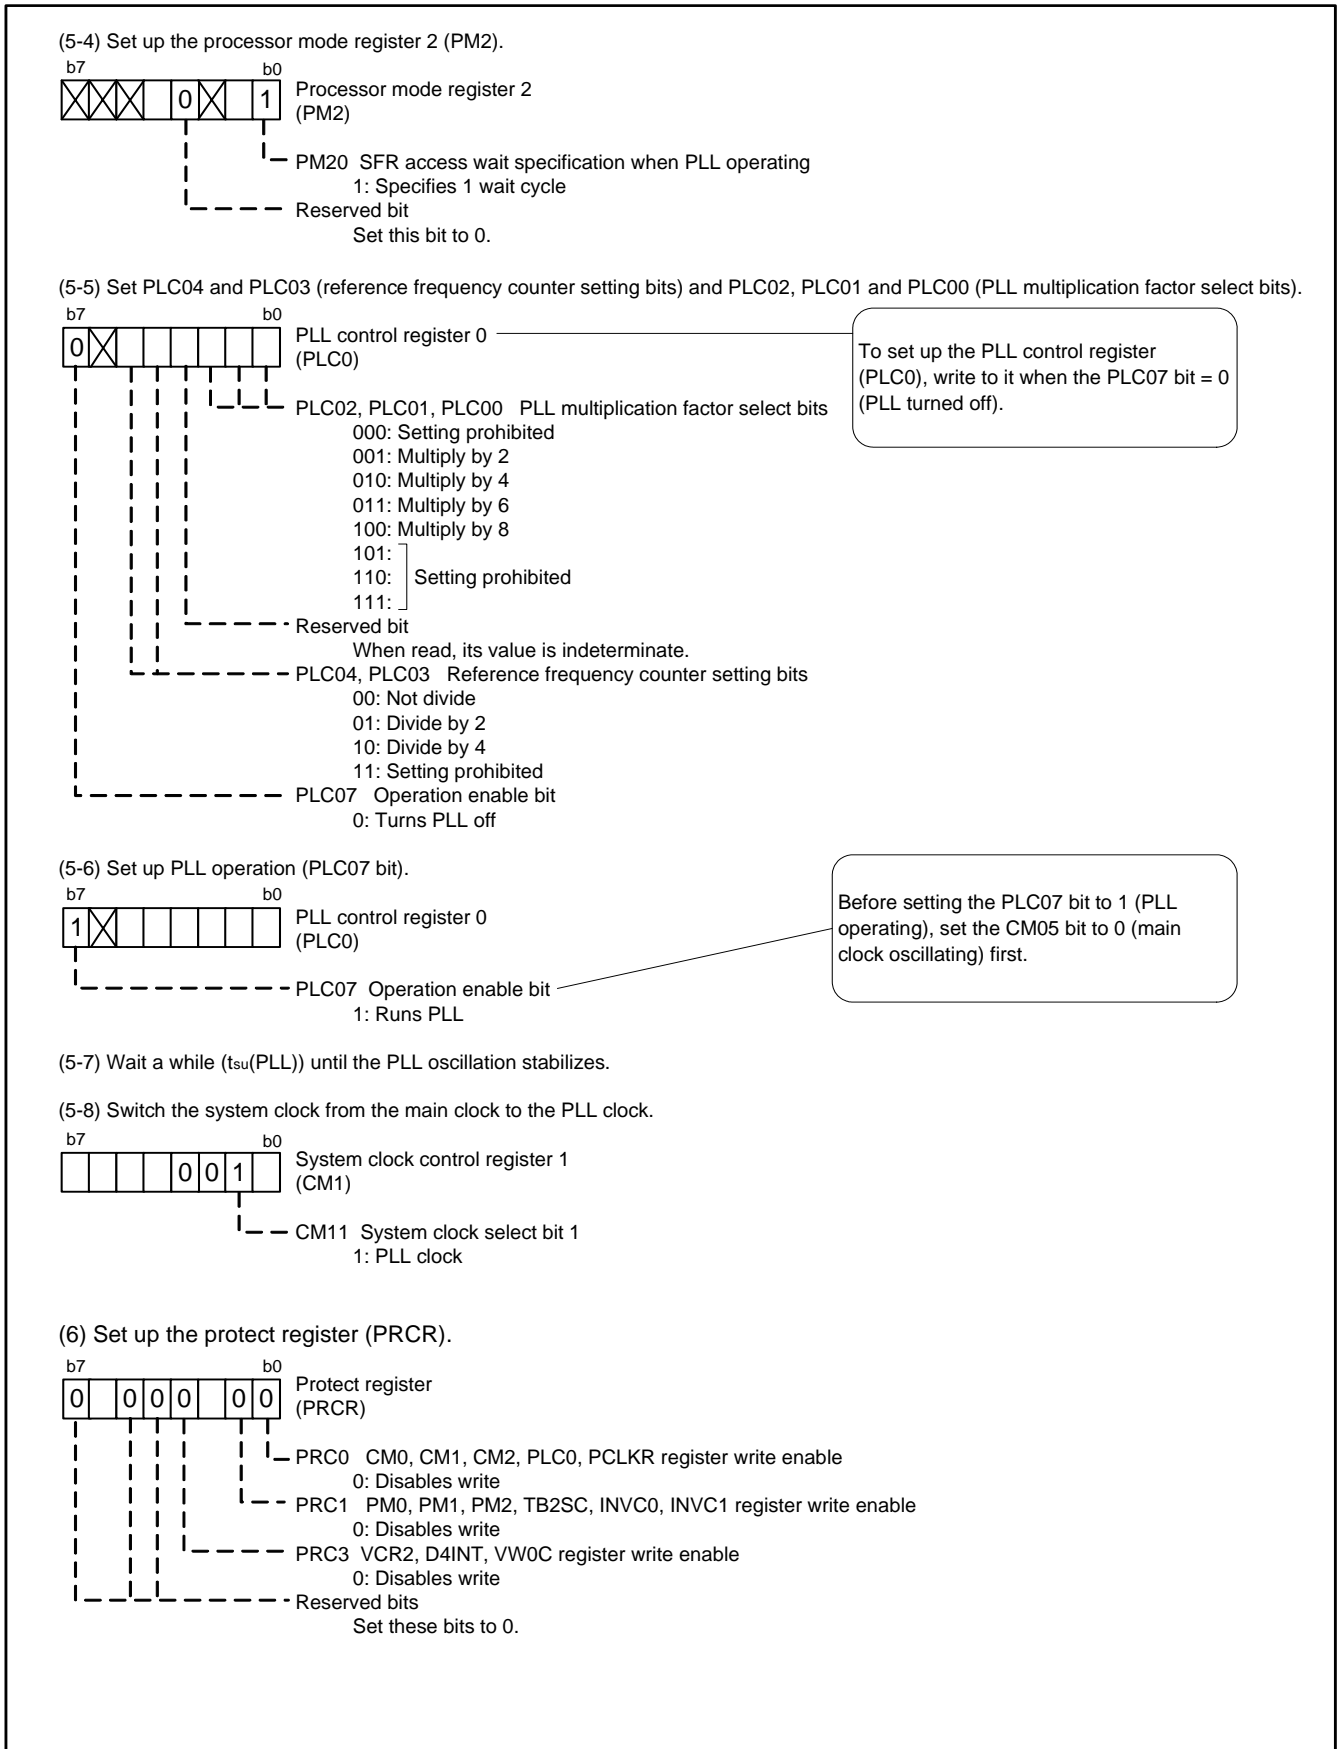 (5-4) Set up the processor mode register 2 (PM2).
b7 b0
0 1
Processor mode register 2
(PM2)
PM20 SFR access wait specification when PLL operating
1: Specifies 1 wait cycle
Reserved bit
Set this bit to 0.
(5-5) Set PLC04 and PLC03 (reference frequency counter setting bits) and PLC02, PLC01 and PLC00 (PLL multiplication factor select bits).
b7 b0
0
PLL control register 0
(PLC0)
To set up the PLL control register
(PLC0), write to it when the PLC07 bit = 0
(PLL turned off).
PLC02, PLC01, PLC00 PLL multiplication factor select bits
000: Setting prohibited
001: Multiply by 2
010: Multiply by 4
011: Multiply by 6
100: Multiply by 8
101:
110: Setting prohibited
111:
Reserved bit
When read, its value is indeterminate.
PLC04, PLC03 Reference frequency counter setting bits
00: Not divide
01: Divide by 2
10: Divide by 4
11: Setting prohibited
PLC07 Operation enable bit
0: Turns PLL off
(5-6) Set up PLL operation (PLC07 bit).
b7 b0
1
PLL control register 0
(PLC0)
Before setting the PLC07 bit to 1 (PLL
operating), set the CM05 bit to 0 (main
clock oscillating) first.
PLC07 Operation enable bit
1: Runs PLL
(5-7) Wait a while (tsu(PLL)) until the PLL oscillation stabilizes.
(5-8) Switch the system clock from the main clock to the PLL clock.
b7 b0
0 0 1
System clock control register 1
(CM1)
CM11 System clock select bit 1
1: PLL clock
(6) Set up the protect register (PRCR).
b7 b0
0 0 0 0 0 0
Protect register
(PRCR)
PRC0 CM0, CM1, CM2, PLC0, PCLKR register write enable
0: Disables write
PRC1 PM0, PM1, PM2, TB2SC, INVC0, INVC1 register write enable
0: Disables write
PRC3 VCR2, D4INT, VW0C register write enable
0: Disables write
Reserved bits
Set these bits to 0.